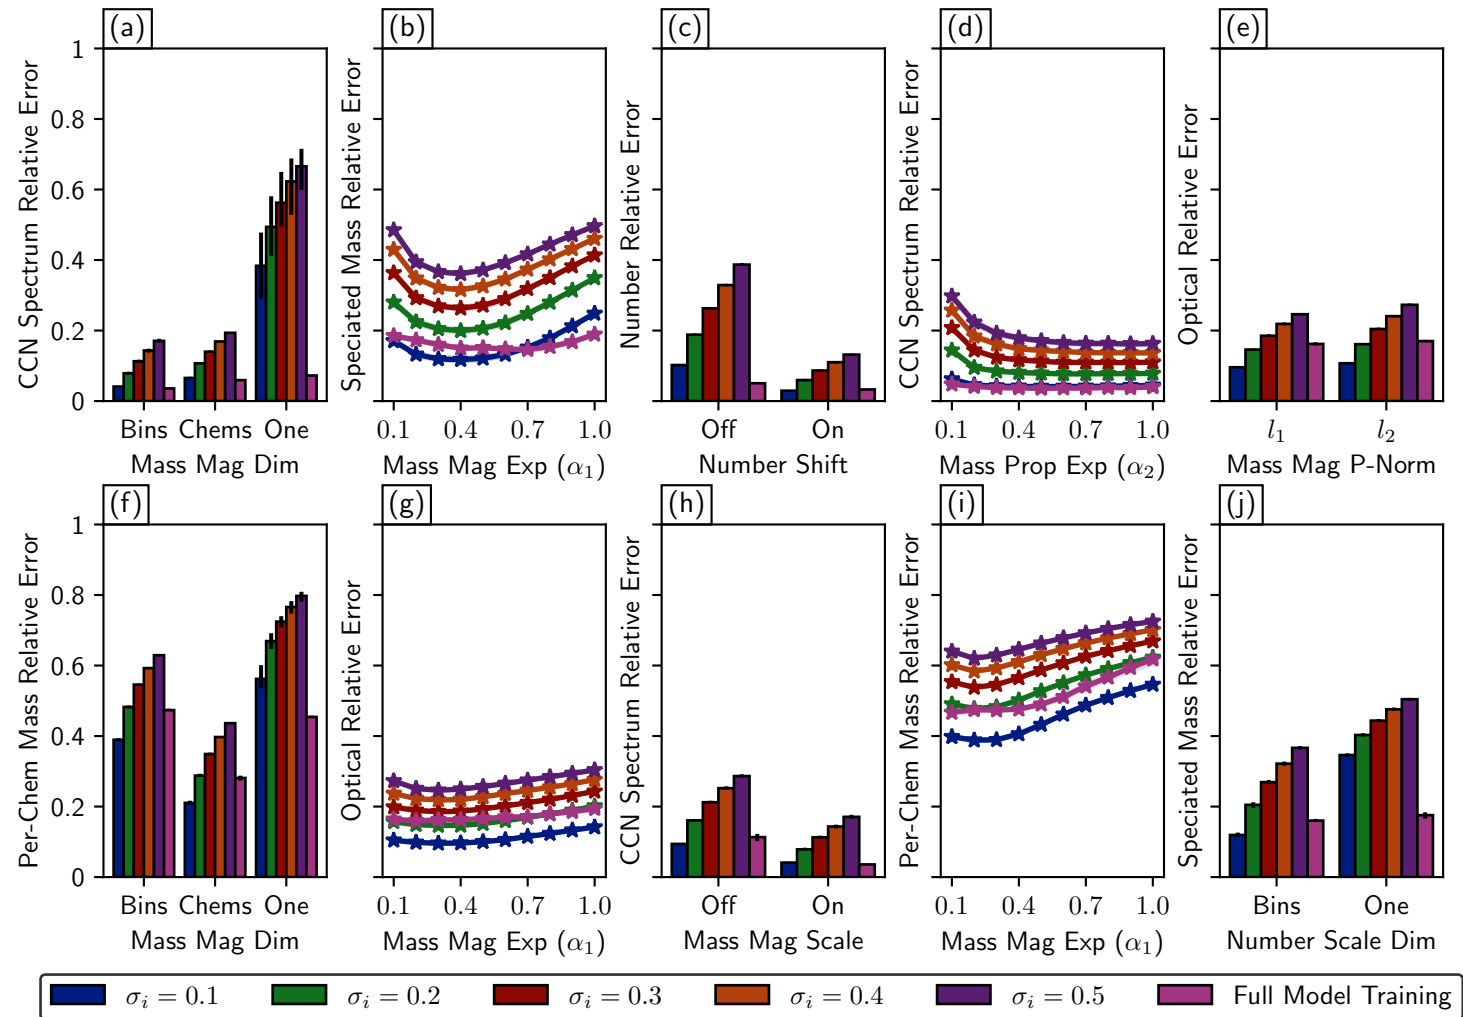 (a)
CCN Spectrum Relative Error
1
0.8
0.6
0.4
0.2
0
Bins Chems One
Mass Mag Dim
(b)
Speciated Mass Relative Error
0.1 0.4 0.7 1.0
Mass Mag Exp (α₁)
(c)
Number Relative Error
Off On
Number Shift
(d)
CCN Spectrum Relative Error
0.1 0.4 0.7 1.0
Mass Prop Exp (α₂)
(e)
Optical Relative Error
l₁ l₂
Mass Mag P-Norm
(f)
Per-Chem Mass Relative Error
1
0.8
0.6
0.4
0.2
0
Bins Chems One
Mass Mag Dim
(g)
Optical Relative Error
0.1 0.4 0.7 1.0
Mass Mag Exp (α₁)
(h)
CCN Spectrum Relative Error
Off On
Mass Mag Scale
(i)
Per-Chem Mass Relative Error
0.1 0.4 0.7 1.0
Mass Mag Exp (α₁)
(j)
Speciated Mass Relative Error
Bins One
Number Scale Dim
σᵢ = 0.1 σᵢ = 0.2 σᵢ = 0.3 σᵢ = 0.4 σᵢ = 0.5 Full Model Training